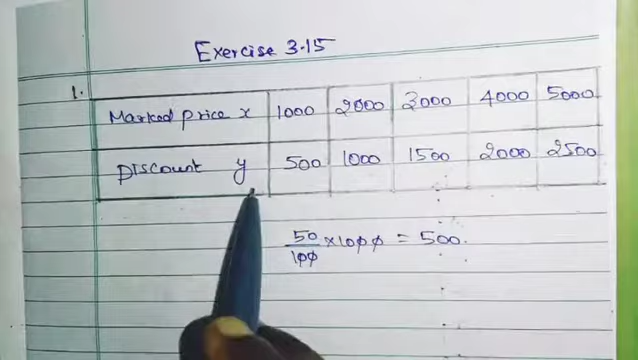 Exercise 3.15
1.
Marked price x 1000 2000 3000 4000 5000
Discount y 500 1000 1500 2000 2500
50/100 × 1000 = 500.